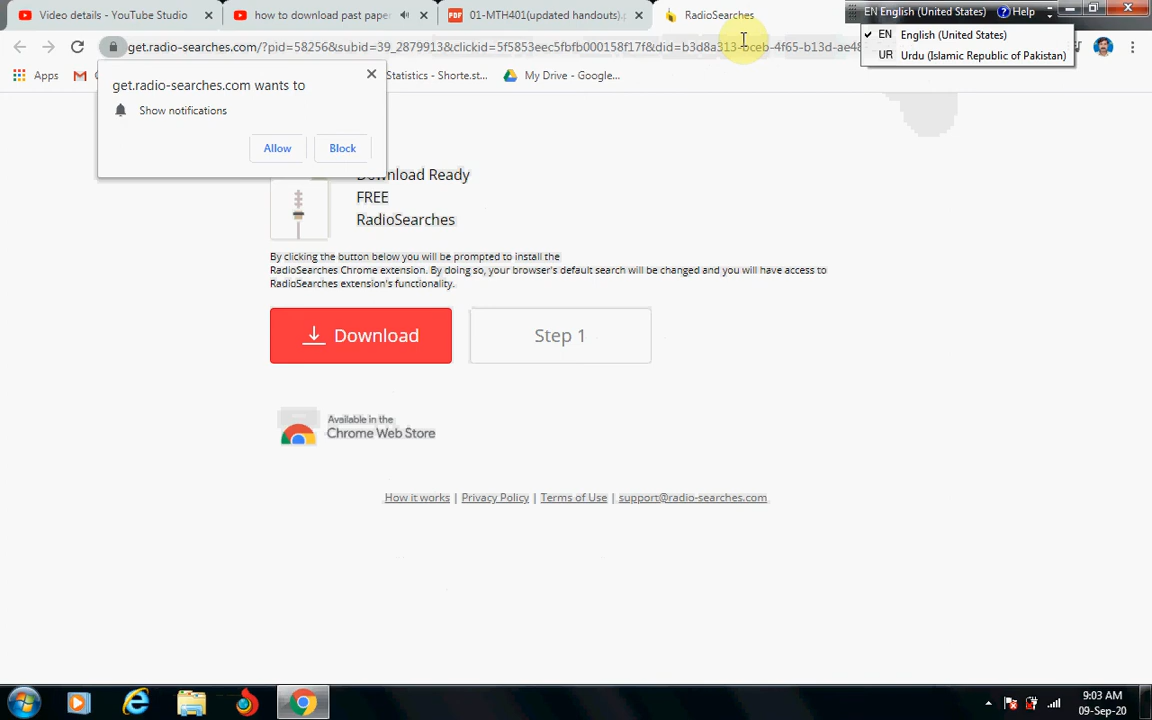 Video details - YouTube Studio
how to download past pape
01-MTH401(updated handouts).
RadioSearches
EN English (United States)
Help
EN English (United States)
UR Urdu (Islamic Republic of Pakistan)
get.radio-searches.com/?pid=58256&subid=39_2879913&clickid=5f5853eec5fbfb000158f17f&did=b3d8a313-bceb-4f65-b13d-ae48
Apps
Statistics - Shorte.st...
My Drive - Google...
get.radio-searches.com wants to
Show notifications
Allow
Block
Download Ready
FREE
RadioSearches
By clicking the button below you will be prompted to install the
RadioSearches Chrome extension. By doing so, your browser's default search will be changed and you will have access to
RadioSearches extension's functionality.
Download
Step 1
Available in the
Chrome Web Store
How it works | Privacy Policy | Terms of Use | support@radio-searches.com
9:03 AM
09-Sep-20